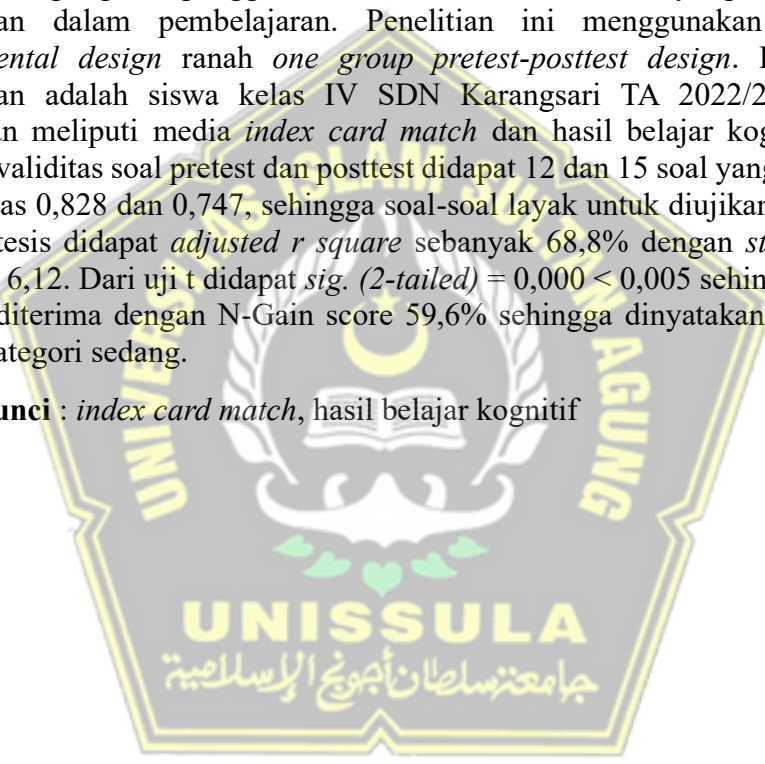 an dalam pembelajaran. Penelitian ini menggunakan
ental design ranah one group pretest-posttest design.
an adalah siswa kelas IV SDN Karangsari TA 2022/2
n meliputi media index card match dan hasil belajar kog
validitas soal pretest dan posttest didapat 12 dan 15 soal yang
as 0,828 dan 0,747, sehingga soal-soal layak untuk diujikan
tesis didapat adjusted r square sebanyak 68,8% dengan st
6,12. Dari uji t didapat sig. (2-tailed) = 0,000 < 0,005 sehin
diterima dengan N-Gain score 59,6% sehingga dinyatakan
ategori sedang.
unci : index card match, hasil belajar kognitif
UNIVERSITAS ISLAM SULTAN AGUNG
UNISSULA
جامعة سلطان أجونج الإسلامية